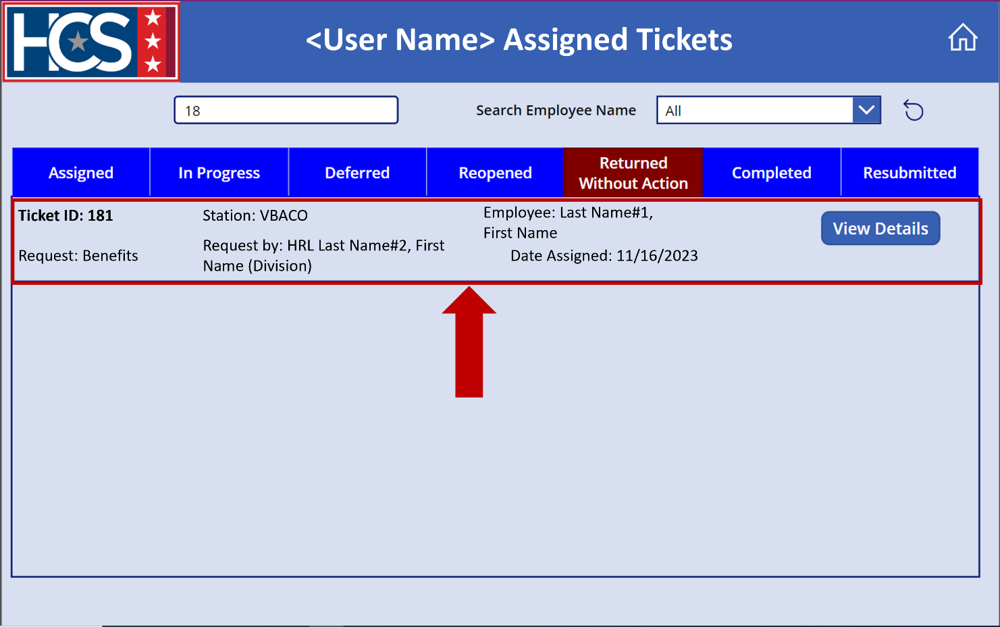 HCS
<User Name> Assigned Tickets
18
Search Employee Name
All
Assigned
In Progress
Deferred
Reopened
Returned
Without Action
Completed
Resubmitted
Ticket ID: 181
Station: VBACO
Employee: Last Name#1,
First Name
View Details
Request: Benefits
Request by: HRL Last Name#2, First
Name (Division)
Date Assigned: 11/16/2023